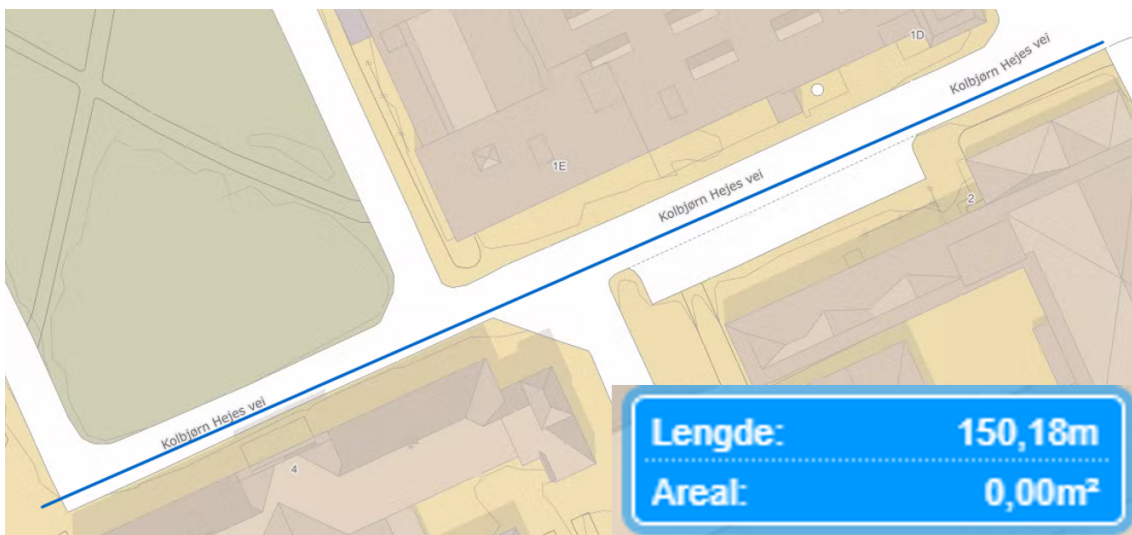 1D
Kolbjørn Hejes vei
1E
Kolbjørn Hejes vei
2
Kolbjørn Hejes vei
4
Lengde: 150,18m
Areal: 0,00m²